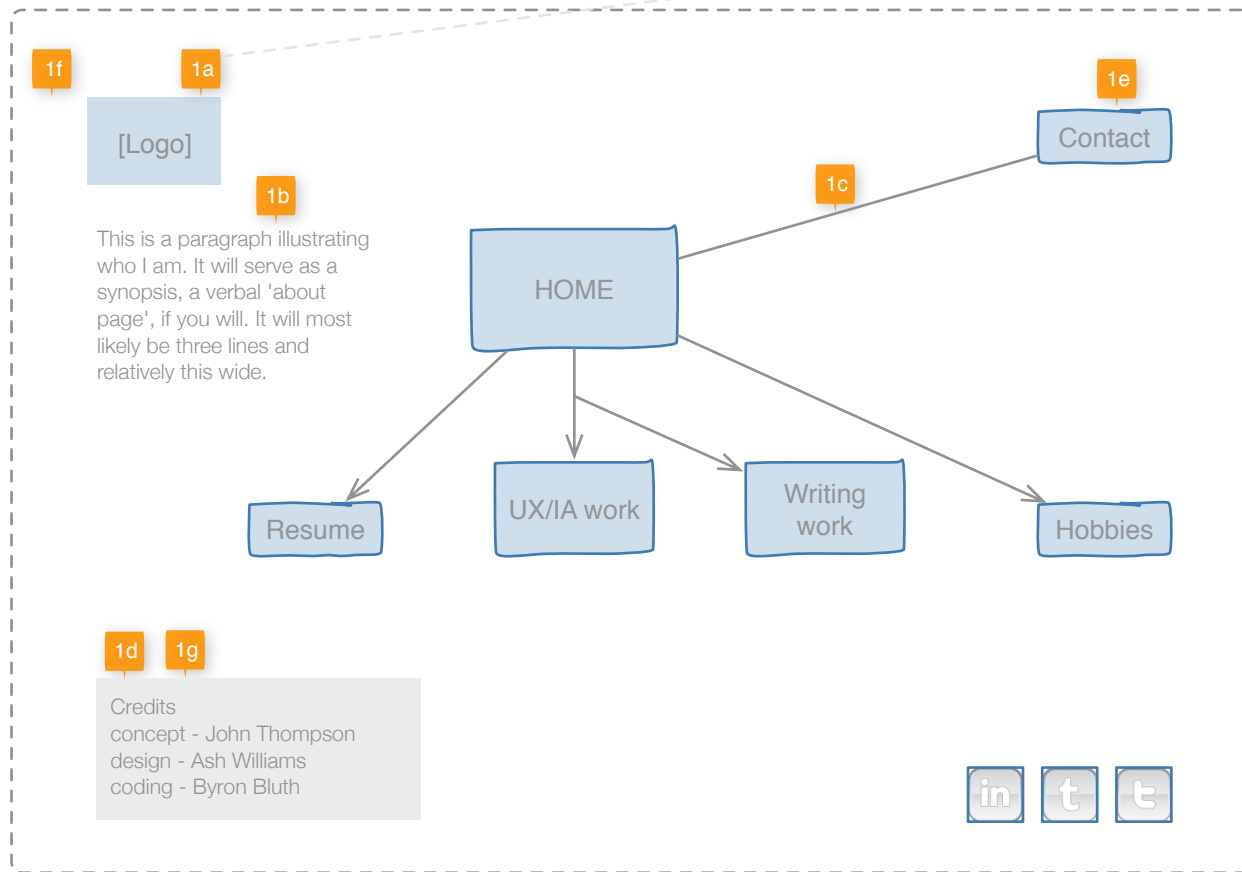 1f
1a
1e
[Logo]
Contact
1b
1c
This is a paragraph illustrating
who I am. It will serve as a
synopsis, a verbal 'about
page', if you will. It will most
likely be three lines and
relatively this wide.
HOME
Resume
UX/IA work
Writing
work
Hobbies
1d
1g
Credits
concept - John Thompson
design - Ash Williams
coding - Byron Bluth
in
t
t